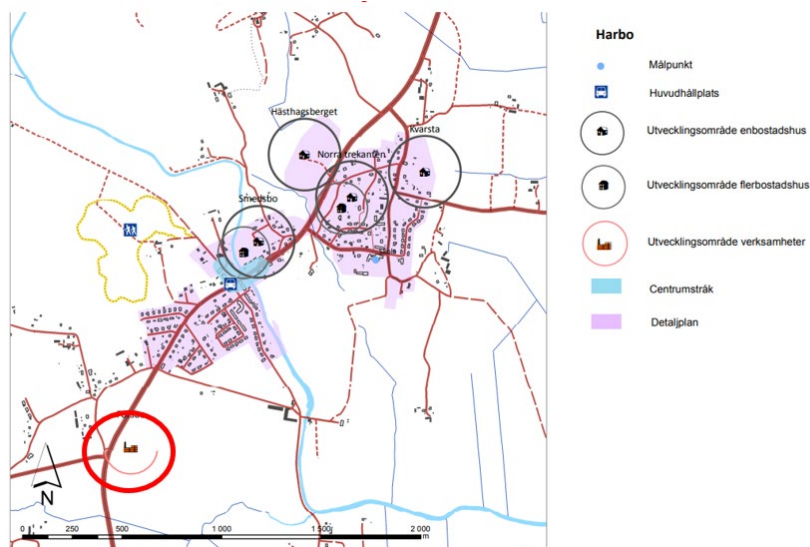 Harbo
Målpunkt
Huvudhållplats
Utvecklingsområde enbostadshus
Utvecklingsområde flerbostadshus
Utvecklingsområde verksamheter
Centrumstråk
Detaljplan
Hästhagsberget
Kvarsta
Norra trekanten
Smedsbo
N
0 250 500 1 000 1 500 2 000
m